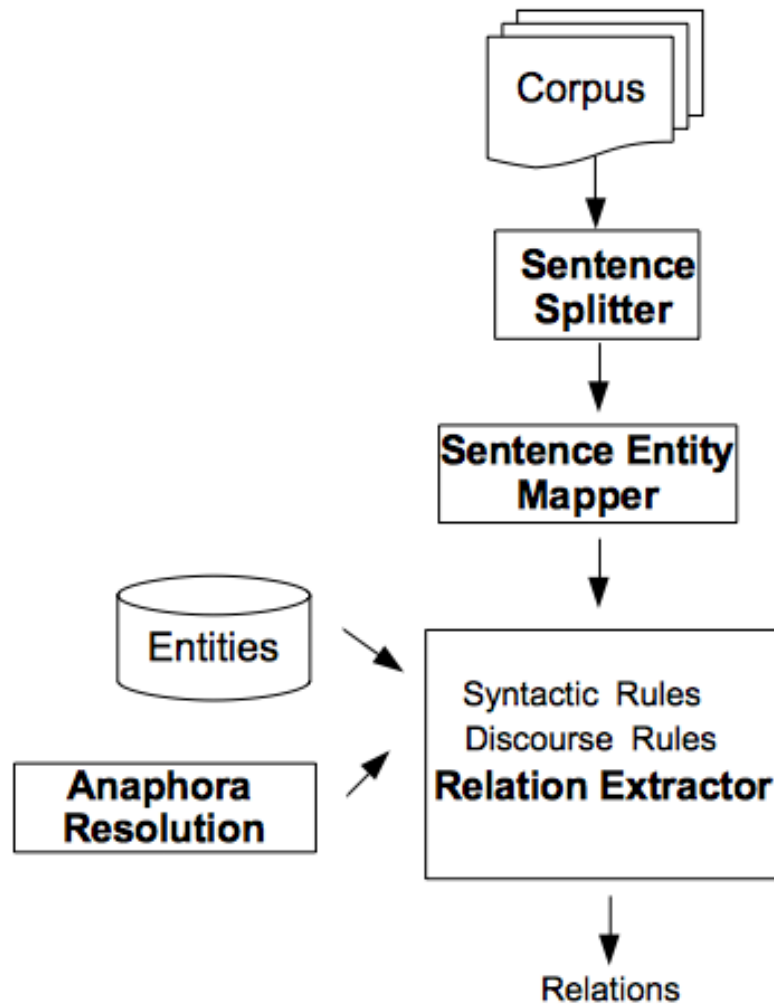 Corpus
Sentence
Splitter
Sentence Entity
Mapper
Entities
Syntactic Rules
Discourse Rules
Relation Extractor
Anaphora
Resolution
Relations